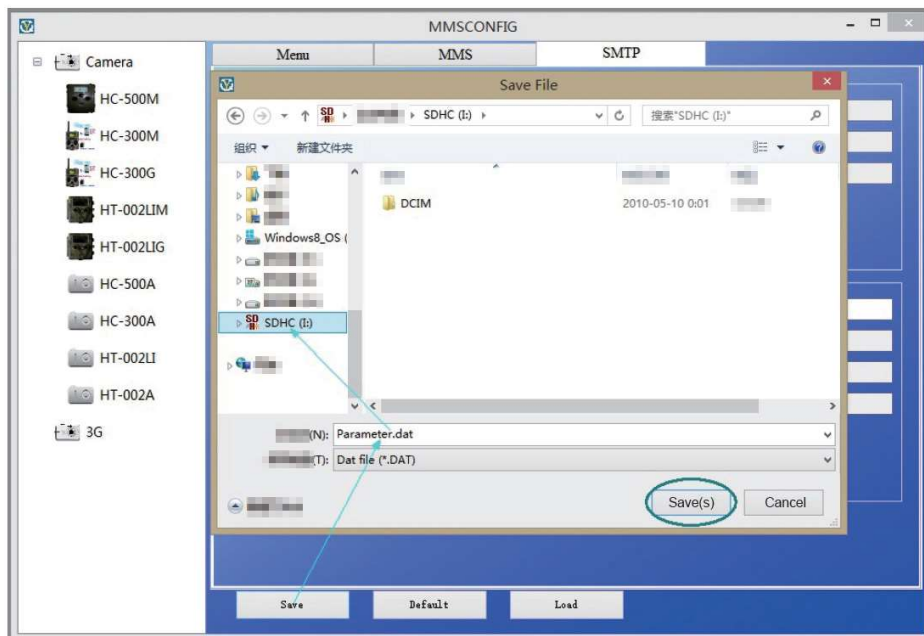 MMSCONFIG
Camera
HC-500M
HC-300M
HC-300G
HT-002LIM
HT-002LIG
HC-500A
HC-300A
HT-002LI
HT-002A
3G
Menu MMS SMTP
Save File
SDHC (I:) 搜索"SDHC (I:)"
组织 新建文件夹
DCIM 2010-05-10 0:01
Windows8_OS (
SDHC (I:)
(N): Parameter.dat
(T): Dat file (*.DAT)
Save(s) Cancel
Save Default Load